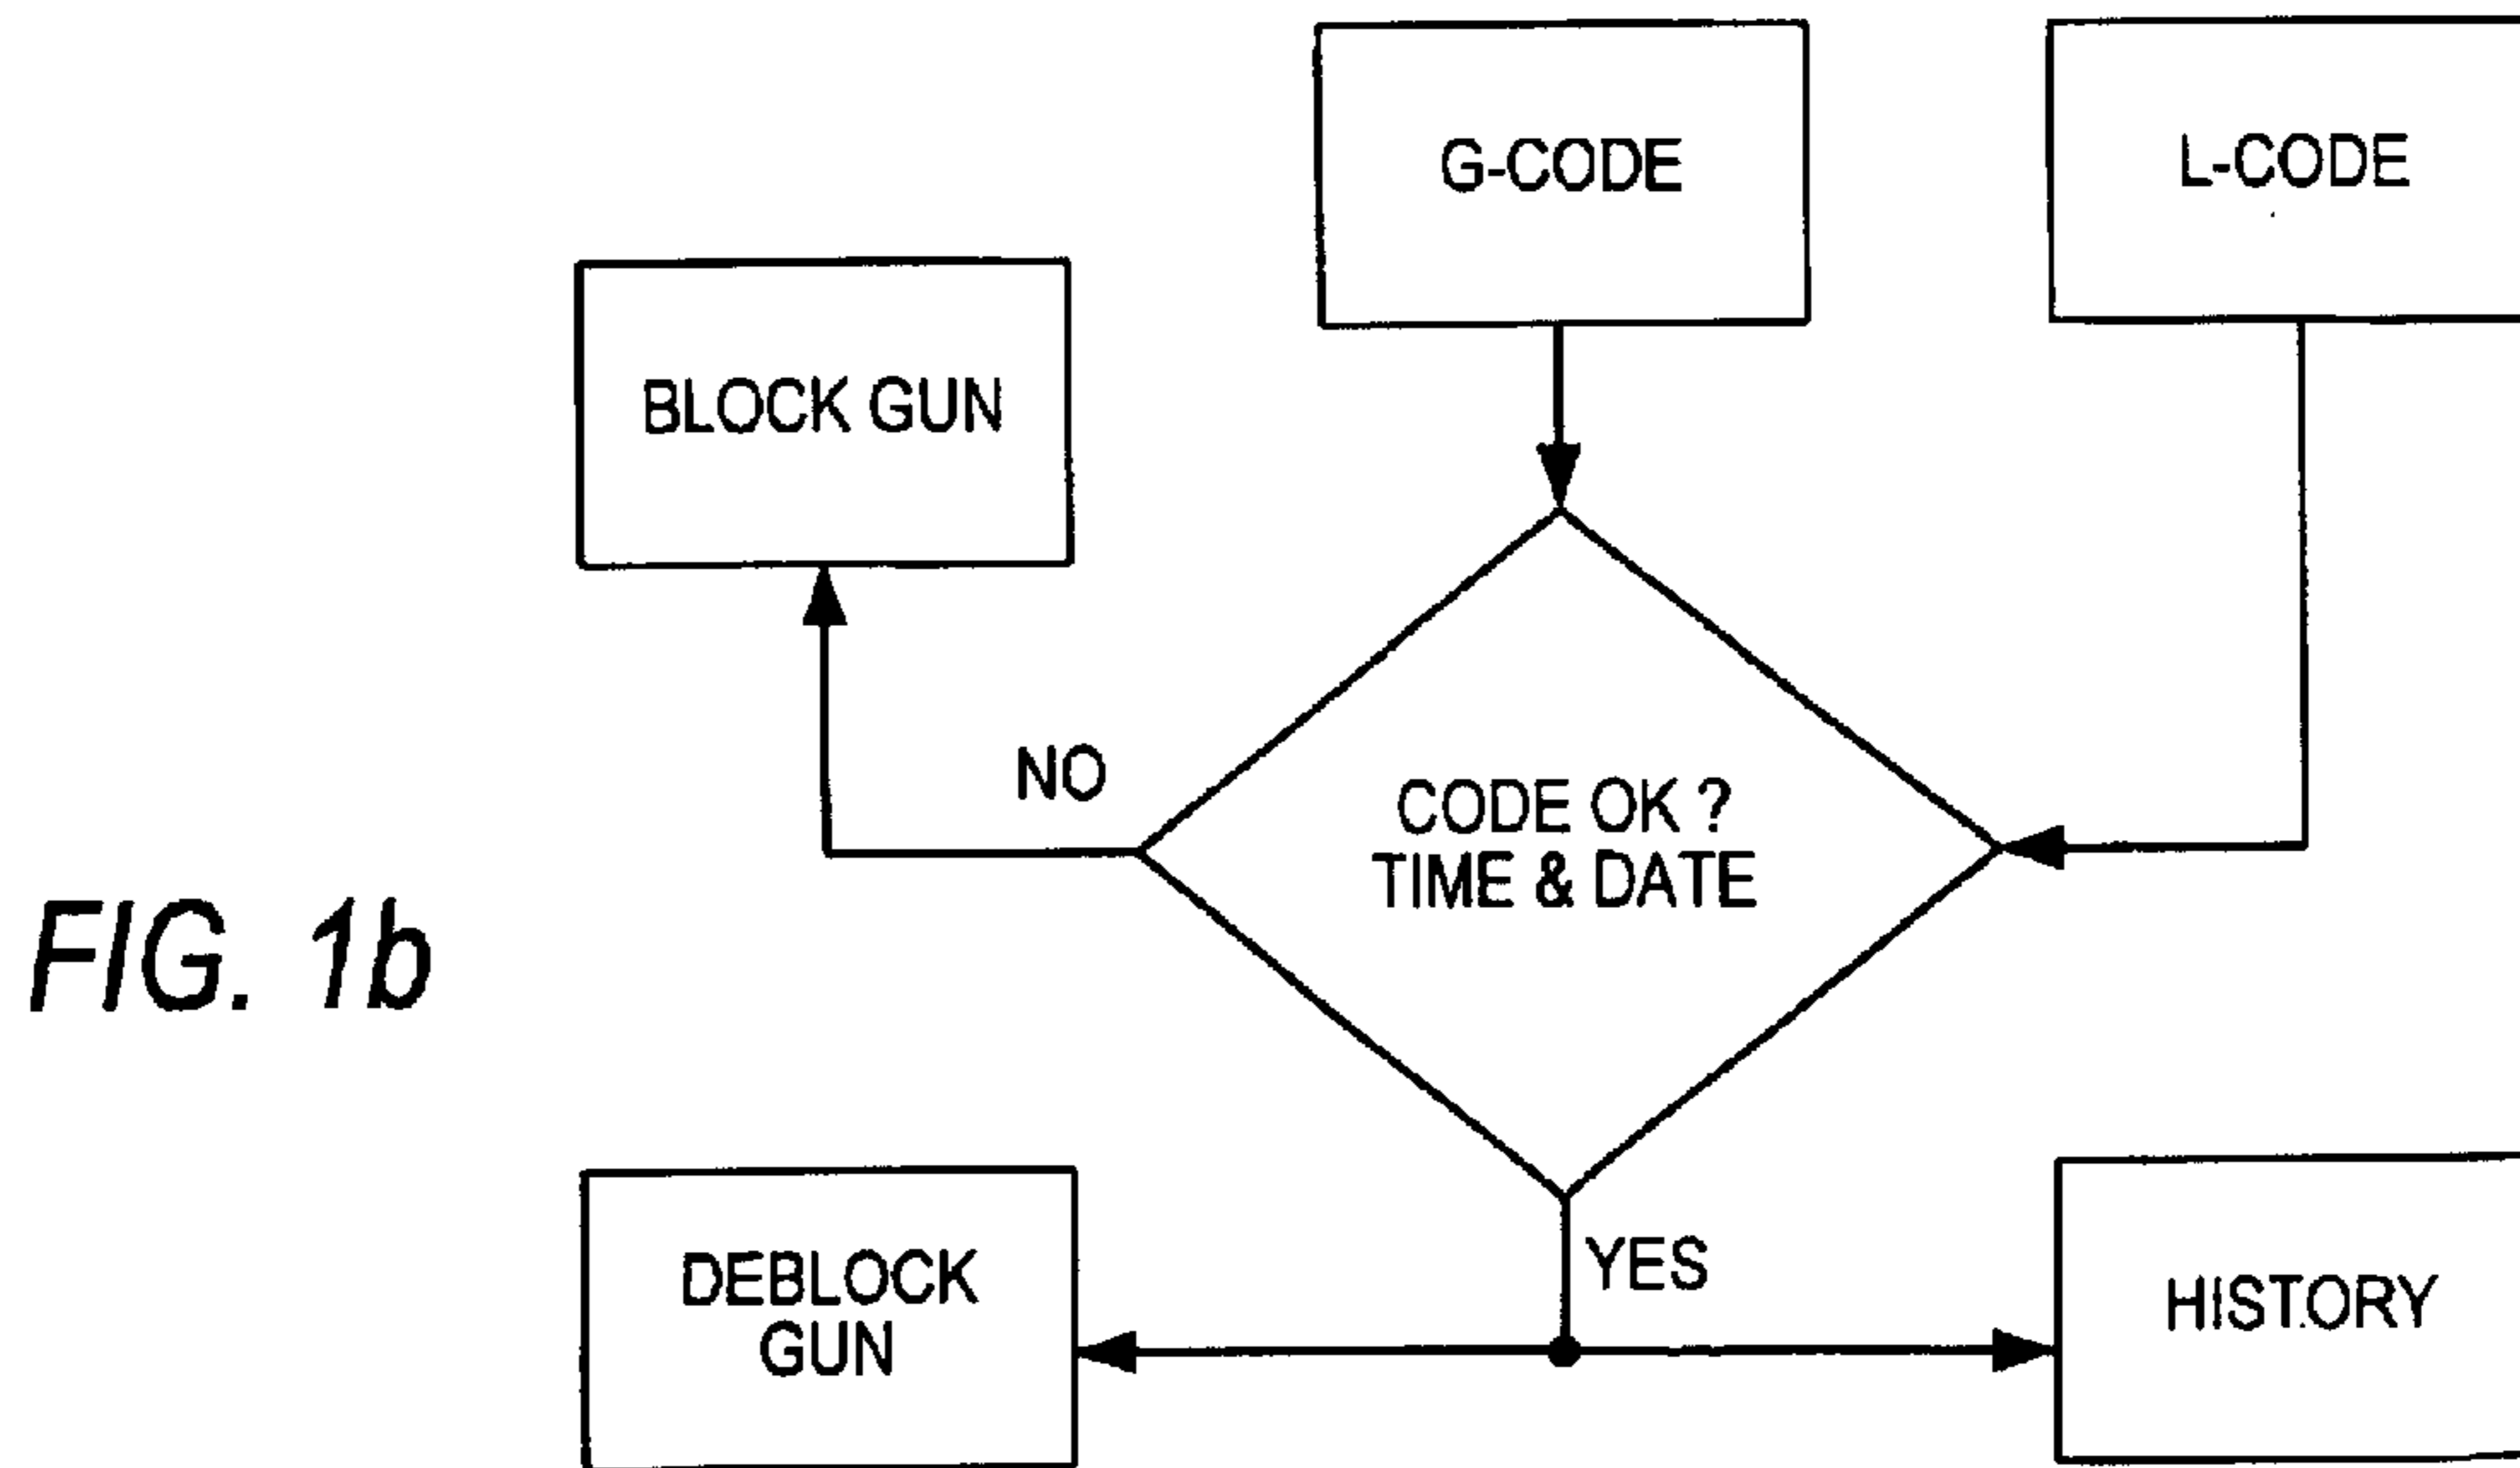 G-CODE
L-CODE
BLOCK GUN
NO
CODE OK ?
TIME & DATE
FIG. 1b
YES
DEBLOCK
GUN
HISTORY